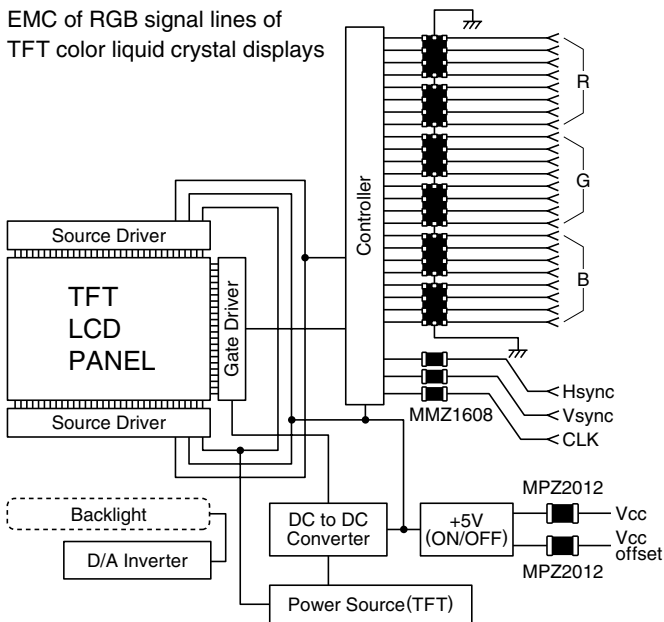 EMC of RGB signal lines of
TFT color liquid crystal displays
R
G
B
Controller
Source Driver
TFT
LCD
PANEL
Gate Driver
Source Driver
MMZ1608
Hsync
Vsync
CLK
Backlight
D/A Inverter
DC to DC
Converter
+5V
(ON/OFF)
MPZ2012
Vcc
Vcc
offset
MPZ2012
Power Source(TFT)